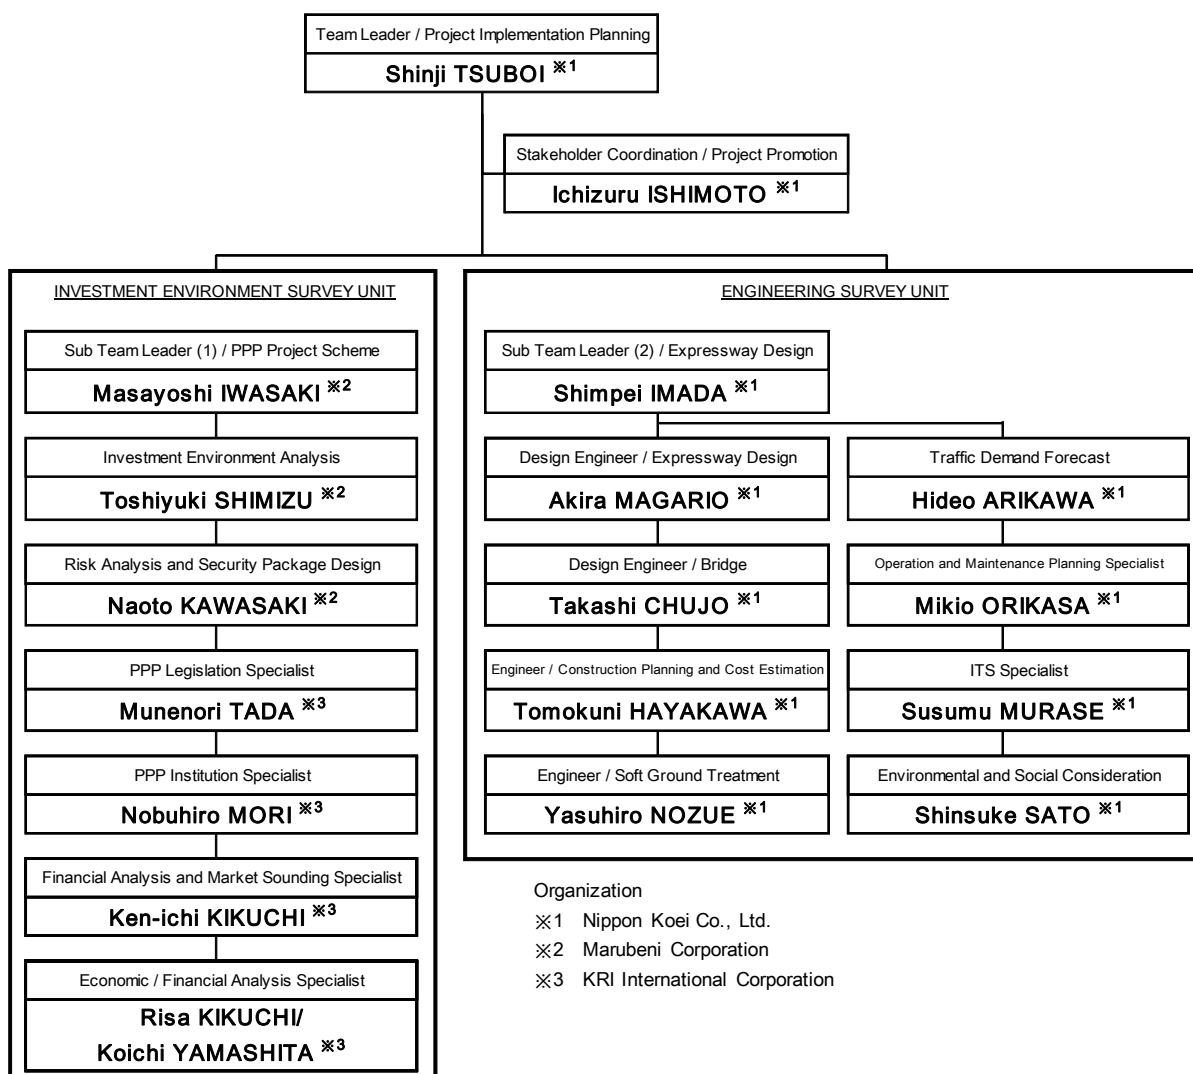 Team Leader / Project Implementation Planning
Shinji TSUBOI ※1
Stakeholder Coordination / Project Promotion
Ichizuru ISHIMOTO ※1
INVESTMENT ENVIRONMENT SURVEY UNIT
Sub Team Leader (1) / PPP Project Scheme
Masayoshi IWASAKI ※2
Investment Environment Analysis
Toshiyuki SHIMIZU ※2
Risk Analysis and Security Package Design
Naoto KAWASAKI ※2
PPP Legislation Specialist
Munenori TADA ※3
PPP Institution Specialist
Nobuhiro MORI ※3
Financial Analysis and Market Sounding Specialist
Ken-ichi KIKUCHI ※3
Economic / Financial Analysis Specialist
Risa KIKUCHI/
Koichi YAMASHITA ※3
ENGINEERING SURVEY UNIT
Sub Team Leader (2) / Expressway Design
Shimpei IMADA ※1
Design Engineer / Expressway Design
Akira MAGARIO ※1
Design Engineer / Bridge
Takashi CHUJO ※1
Engineer / Construction Planning and Cost Estimation
Tomokuni HAYAKAWA ※1
Engineer / Soft Ground Treatment
Yasuhiro NOZUE ※1
Traffic Demand Forecast
Hideo ARIKAWA ※1
Operation and Maintenance Planning Specialist
Mikio ORIKASA ※1
ITS Specialist
Susumu MURASE ※1
Environmental and Social Consideration
Shinsuke SATO ※1
Organization
※1 Nippon Koei Co., Ltd.
※2 Marubeni Corporation
※3 KRI International Corporation